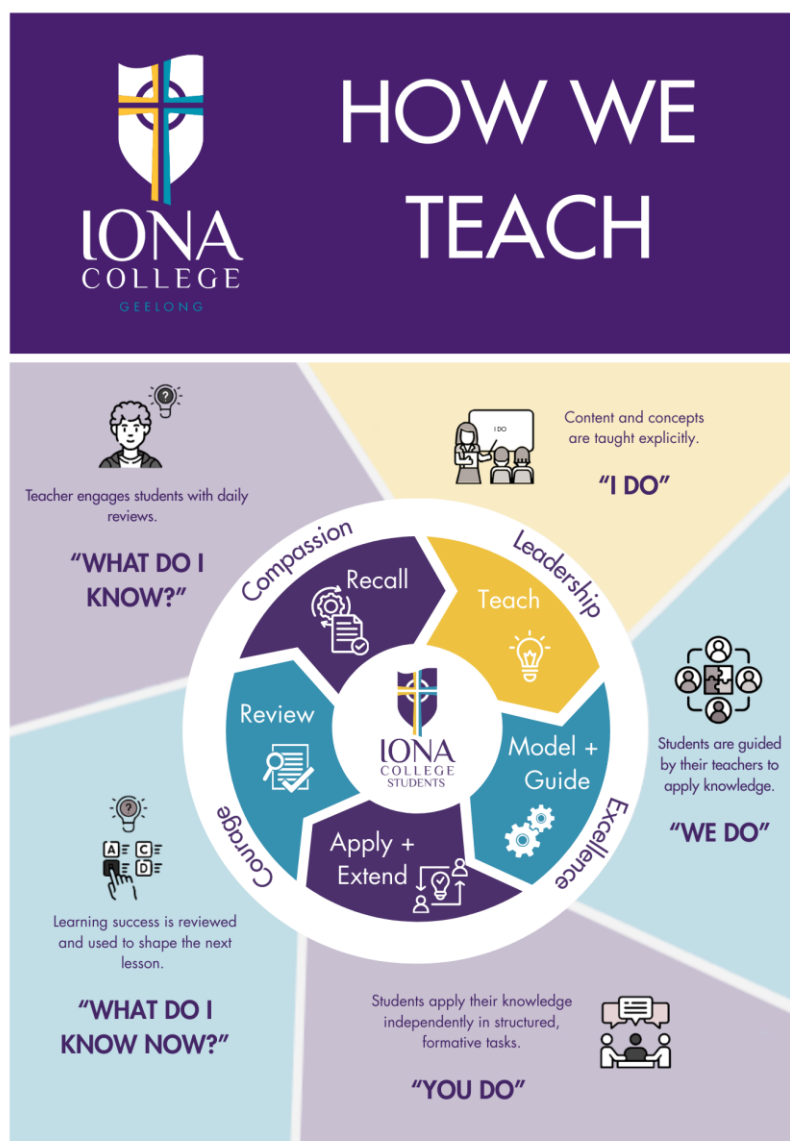 HOW WE
TEACH
IONA
COLLEGE
GEELONG
Teacher engages students with daily
reviews.
“WHAT DO I
KNOW?”
I DO
Content and concepts
are taught explicitly.
“I DO”
Students are guided
by their teachers to
apply knowledge.
“WE DO”
Students apply their knowledge
independently in structured,
formative tasks.
“YOU DO”
A C
D
Learning success is reviewed
and used to shape the next
lesson.
“WHAT DO I
KNOW NOW?”
Compassion
Leadership
Excellence
Courage
Recall
Teach
Model +
Guide
Apply +
Extend
Review
IONA
COLLEGE
STUDENTS